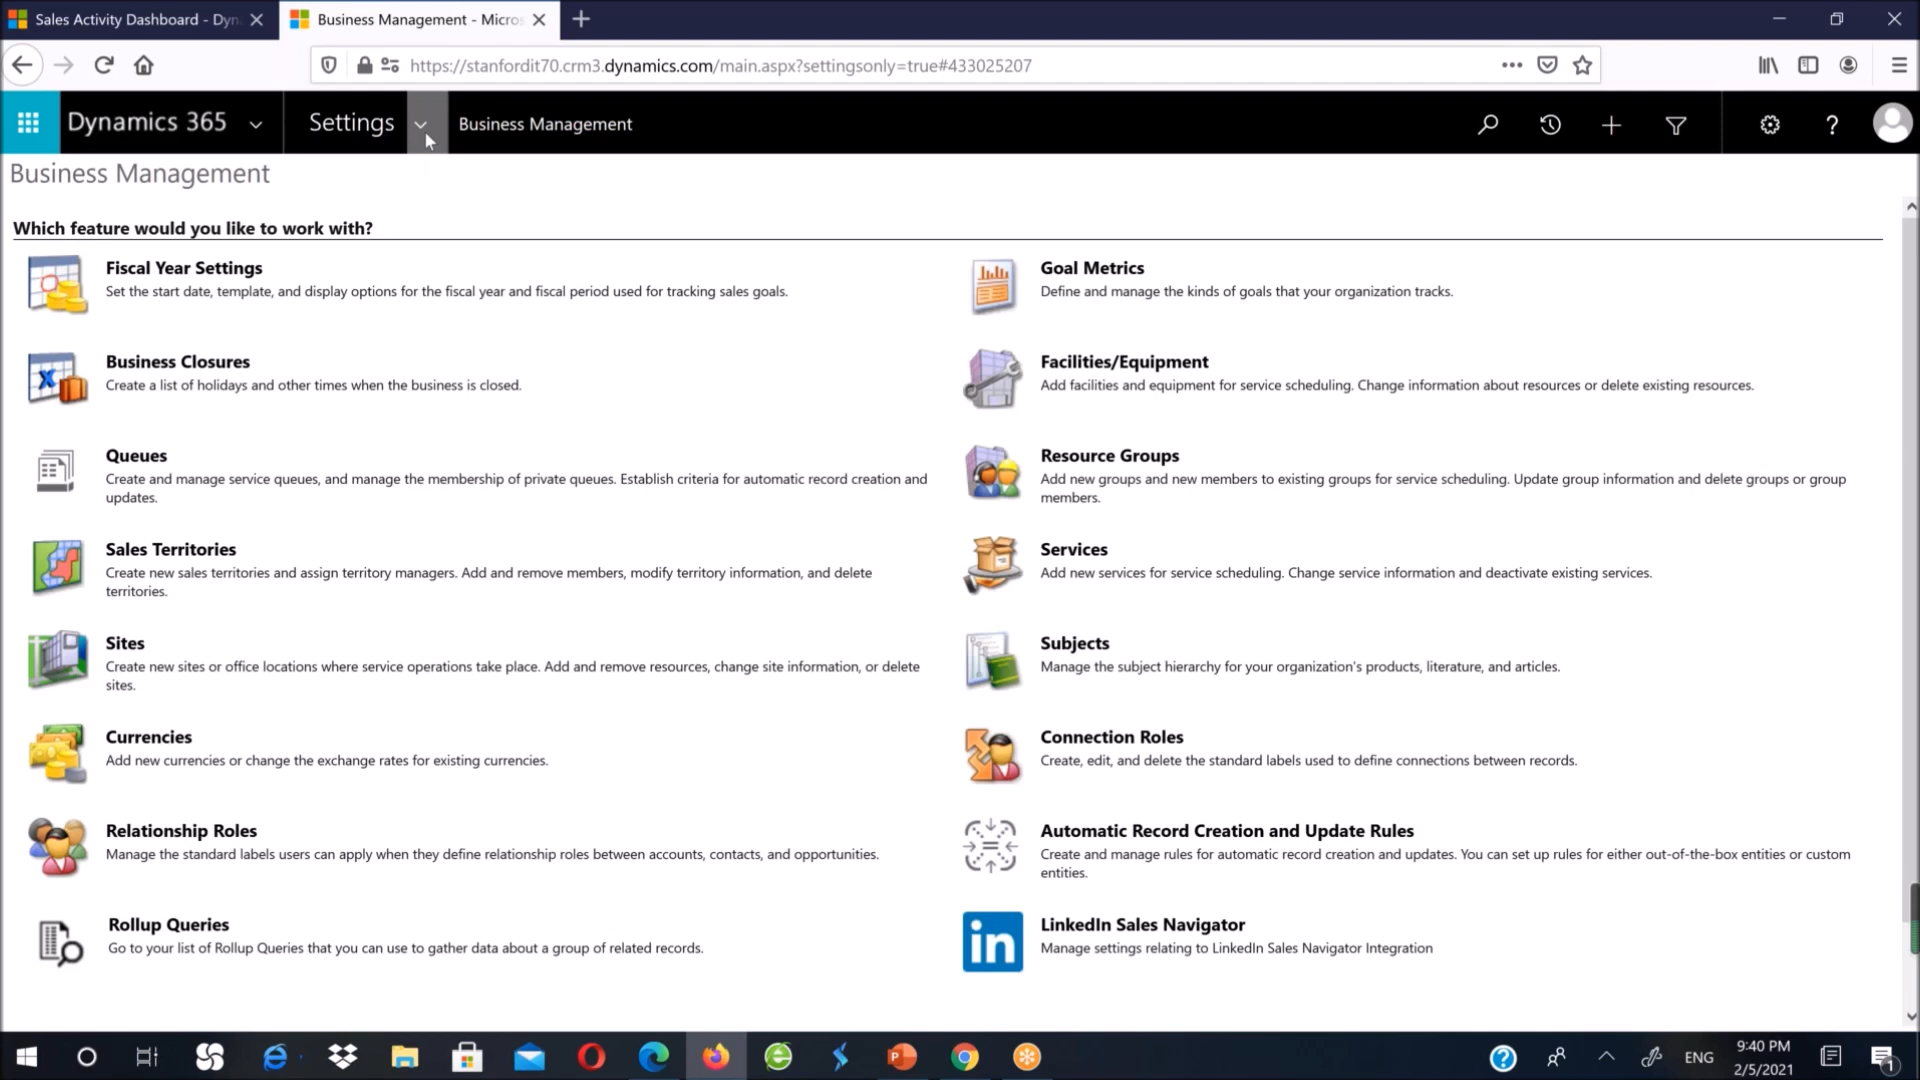 Sales Activity Dashboard - Dyn
Business Management - Micros
https://stanfordit70.crm3.dynamics.com/main.aspx?settingsonly=true#433025207
Dynamics 365
Settings
Business Management
Business Management
Which feature would you like to work with?
Fiscal Year Settings
Set the start date, template, and display options for the fiscal year and fiscal period used for tracking sales goals.
Goal Metrics
Define and manage the kinds of goals that your organization tracks.
Business Closures
Create a list of holidays and other times when the business is closed.
Facilities/Equipment
Add facilities and equipment for service scheduling. Change information about resources or delete existing resources.
Queues
Create and manage service queues, and manage the membership of private queues. Establish criteria for automatic record creation and
updates.
Resource Groups
Add new groups and new members to existing groups for service scheduling. Update group information and delete groups or group
members.
Sales Territories
Create new sales territories and assign territory managers. Add and remove members, modify territory information, and delete
territories.
Services
Add new services for service scheduling. Change service information and deactivate existing services.
Sites
Create new sites or office locations where service operations take place. Add and remove resources, change site information, or delete
sites.
Subjects
Manage the subject hierarchy for your organization's products, literature, and articles.
Currencies
Add new currencies or change the exchange rates for existing currencies.
Connection Roles
Create, edit, and delete the standard labels used to define connections between records.
Relationship Roles
Manage the standard labels users can apply when they define relationship roles between accounts, contacts, and opportunities.
Automatic Record Creation and Update Rules
Create and manage rules for automatic record creation and updates. You can set up rules for either out-of-the-box entities or custom
entities.
Rollup Queries
Go to your list of Rollup Queries that you can use to gather data about a group of related records.
in
LinkedIn Sales Navigator
Manage settings relating to LinkedIn Sales Navigator Integration
ENG
9:40 PM
2/5/2021
1